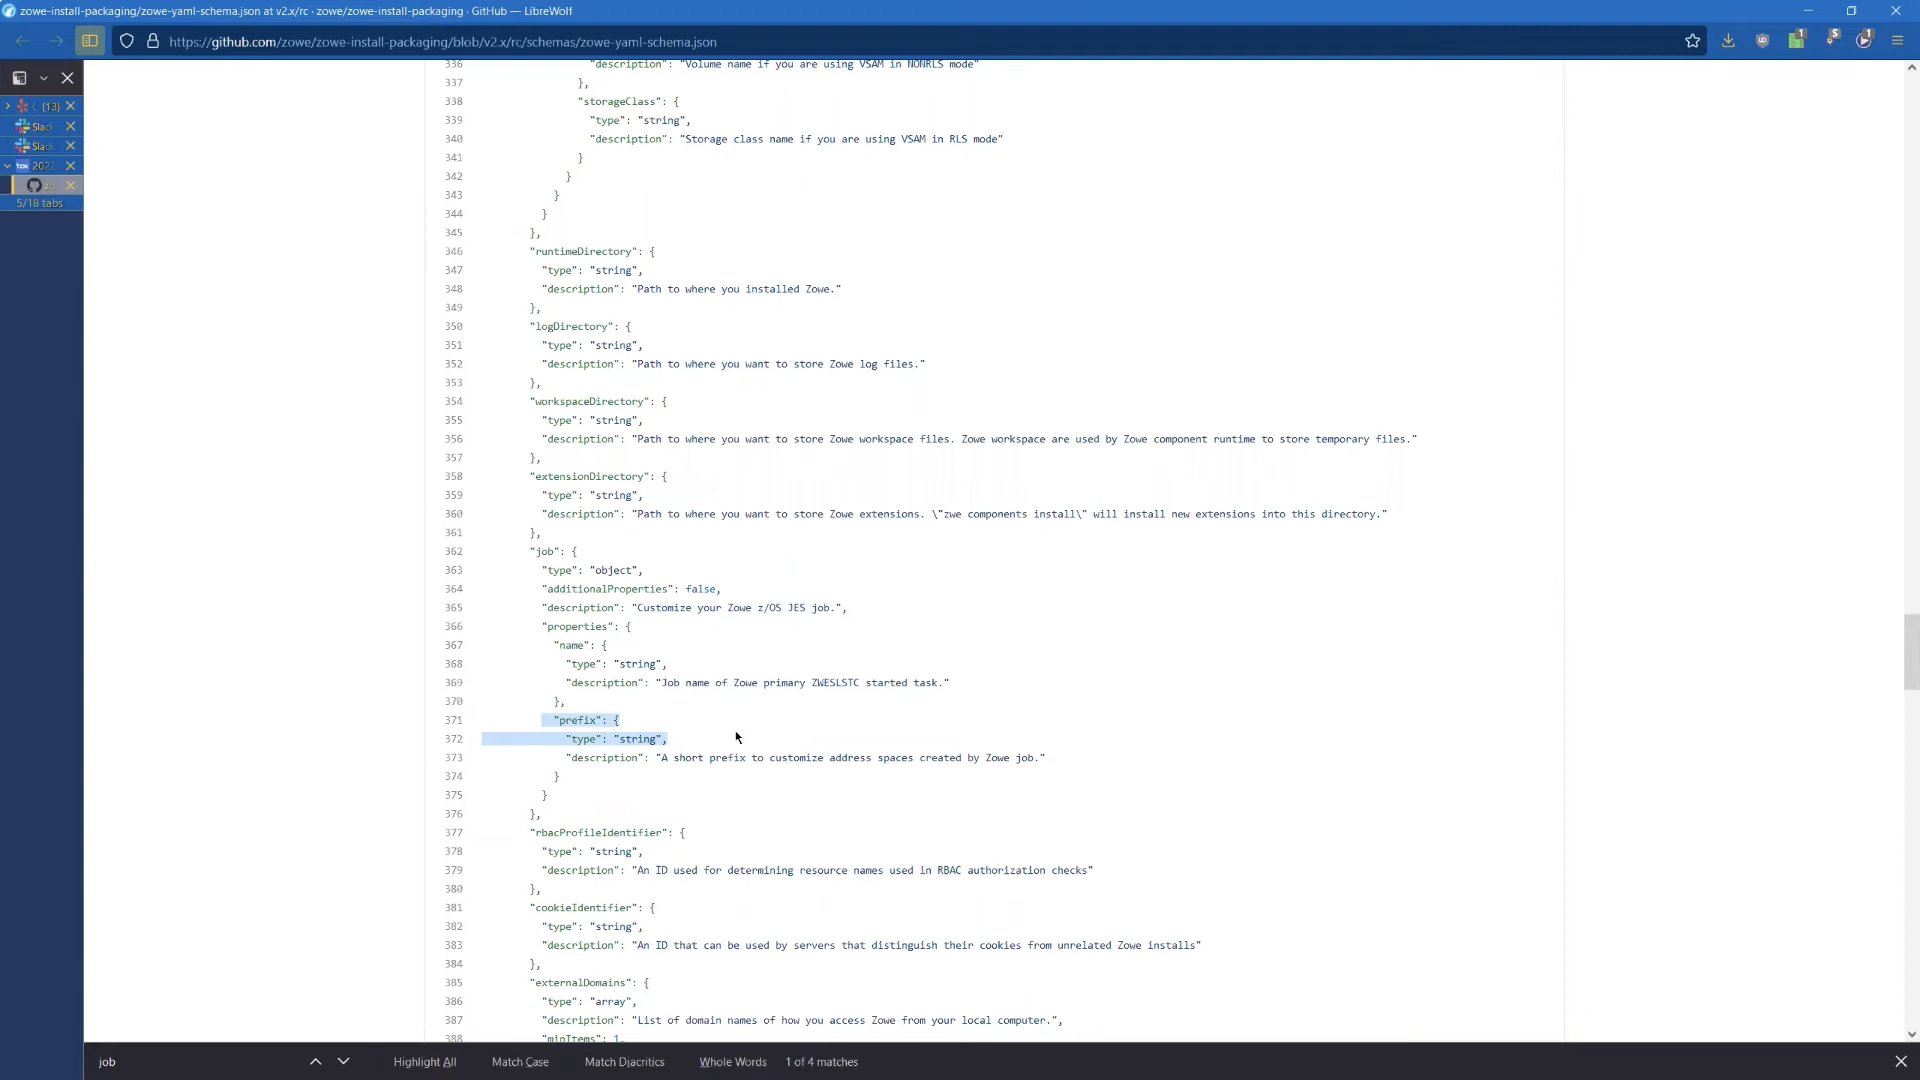 zowe-install-packaging/zowe-yaml-schema.json at v2.x/rc · zowe/zowe-install-packaging · GitHub — LibreWolf
https://github.com/zowe/zowe-install-packaging/blob/v2.x/rc/schemas/zowe-yaml-schema.json
1
S
1
(13)
Slac
Slac
box 202
5/18 tabs
336 "description": "Volume name if you are using VSAM in NONRLS mode"
337 },
338 "storageClass": {
339 "type": "string",
340 "description": "Storage class name if you are using VSAM in RLS mode"
341 }
342 }
343 }
344 }
345 },
346 "runtimeDirectory": {
347 "type": "string",
348 "description": "Path to where you installed Zowe."
349 },
350 "logDirectory": {
351 "type": "string",
352 "description": "Path to where you want to store Zowe log files."
353 },
354 "workspaceDirectory": {
355 "type": "string",
356 "description": "Path to where you want to store Zowe workspace files. Zowe workspace are used by Zowe component runtime to store temporary files."
357 },
358 "extensionDirectory": {
359 "type": "string",
360 "description": "Path to where you want to store Zowe extensions. \"zwe components install\" will install new extensions into this directory."
361 },
362 "job": {
363 "type": "object",
364 "additionalProperties": false,
365 "description": "Customize your Zowe z/OS JES job.",
366 "properties": {
367 "name": {
368 "type": "string",
369 "description": "Job name of Zowe primary ZWESLSTC started task."
370 },
371 "prefix": {
372 "type": "string",
373 "description": "A short prefix to customize address spaces created by Zowe job."
374 }
375 }
376 },
377 "rbacProfileIdentifier": {
378 "type": "string",
379 "description": "An ID used for determining resource names used in RBAC authorization checks"
380 },
381 "cookieIdentifier": {
382 "type": "string",
383 "description": "An ID that can be used by servers that distinguish their cookies from unrelated Zowe installs"
384 },
385 "externalDomains": {
386 "type": "array",
387 "description": "List of domain names of how you access Zowe from your local computer.",
388 "minItems": 1,
job Highlight All Match Case Match Diacritics Whole Words 1 of 4 matches